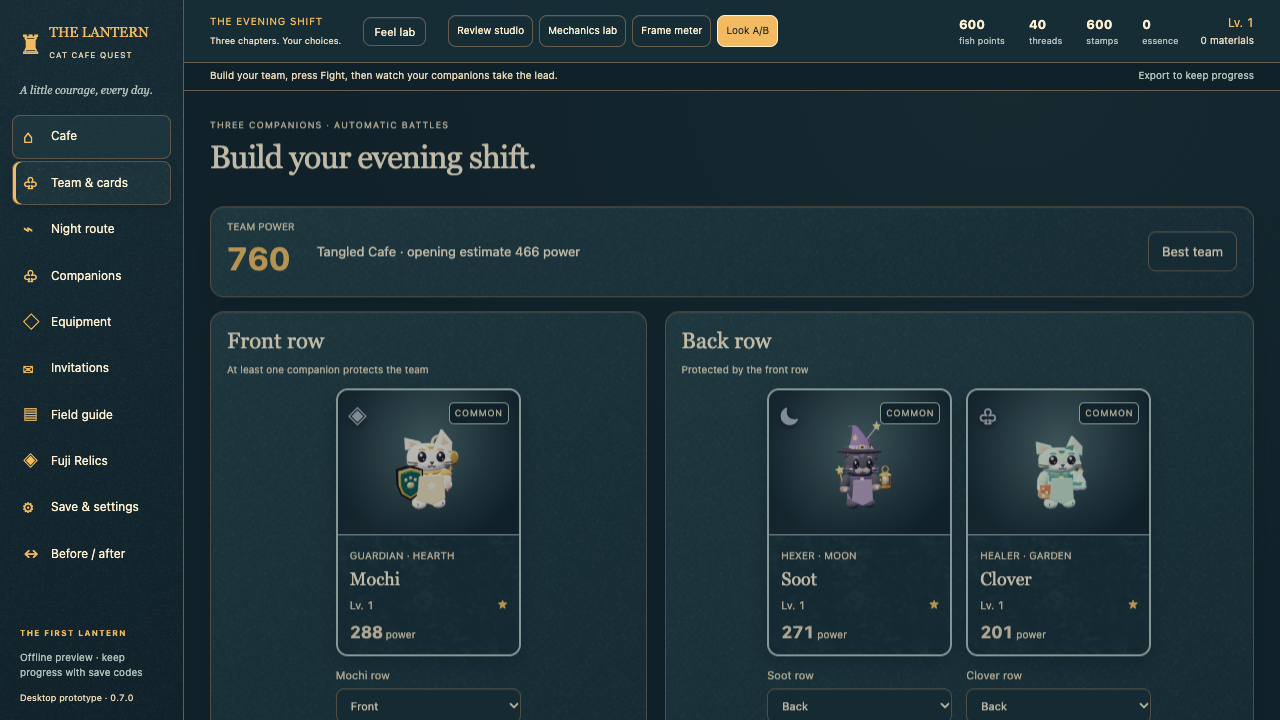 THE LANTERN
CAT CAFE QUEST
A little courage, every day.
Cafe
Team & cards
Night route
Companions
Equipment
Invitations
Field guide
Fuji Relics
Save & settings
Before / after
THE FIRST LANTERN
Offline preview · keep
progress with save codes
Desktop prototype · 0.7.0
THE EVENING SHIFT
Three chapters. Your choices.
Feel lab
Review studio
Mechanics lab
Frame meter
Look A/B
600
fish points
40
threads
600
stamps
0
essence
Lv. 1
0 materials
Build your team, press Fight, then watch your companions take the lead.
Export to keep progress
THREE COMPANIONS · AUTOMATIC BATTLES
Build your evening shift.
TEAM POWER
760
Tangled Cafe · opening estimate 466 power
Best team
Front row
At least one companion protects the team
COMMON
GUARDIAN · HEARTH
Mochi
Lv. 1
288 power
Mochi row
Front
Back row
Protected by the front row
COMMON
HEXER · MOON
Soot
Lv. 1
271 power
Soot row
Back
COMMON
HEALER · GARDEN
Clover
Lv. 1
201 power
Clover row
Back